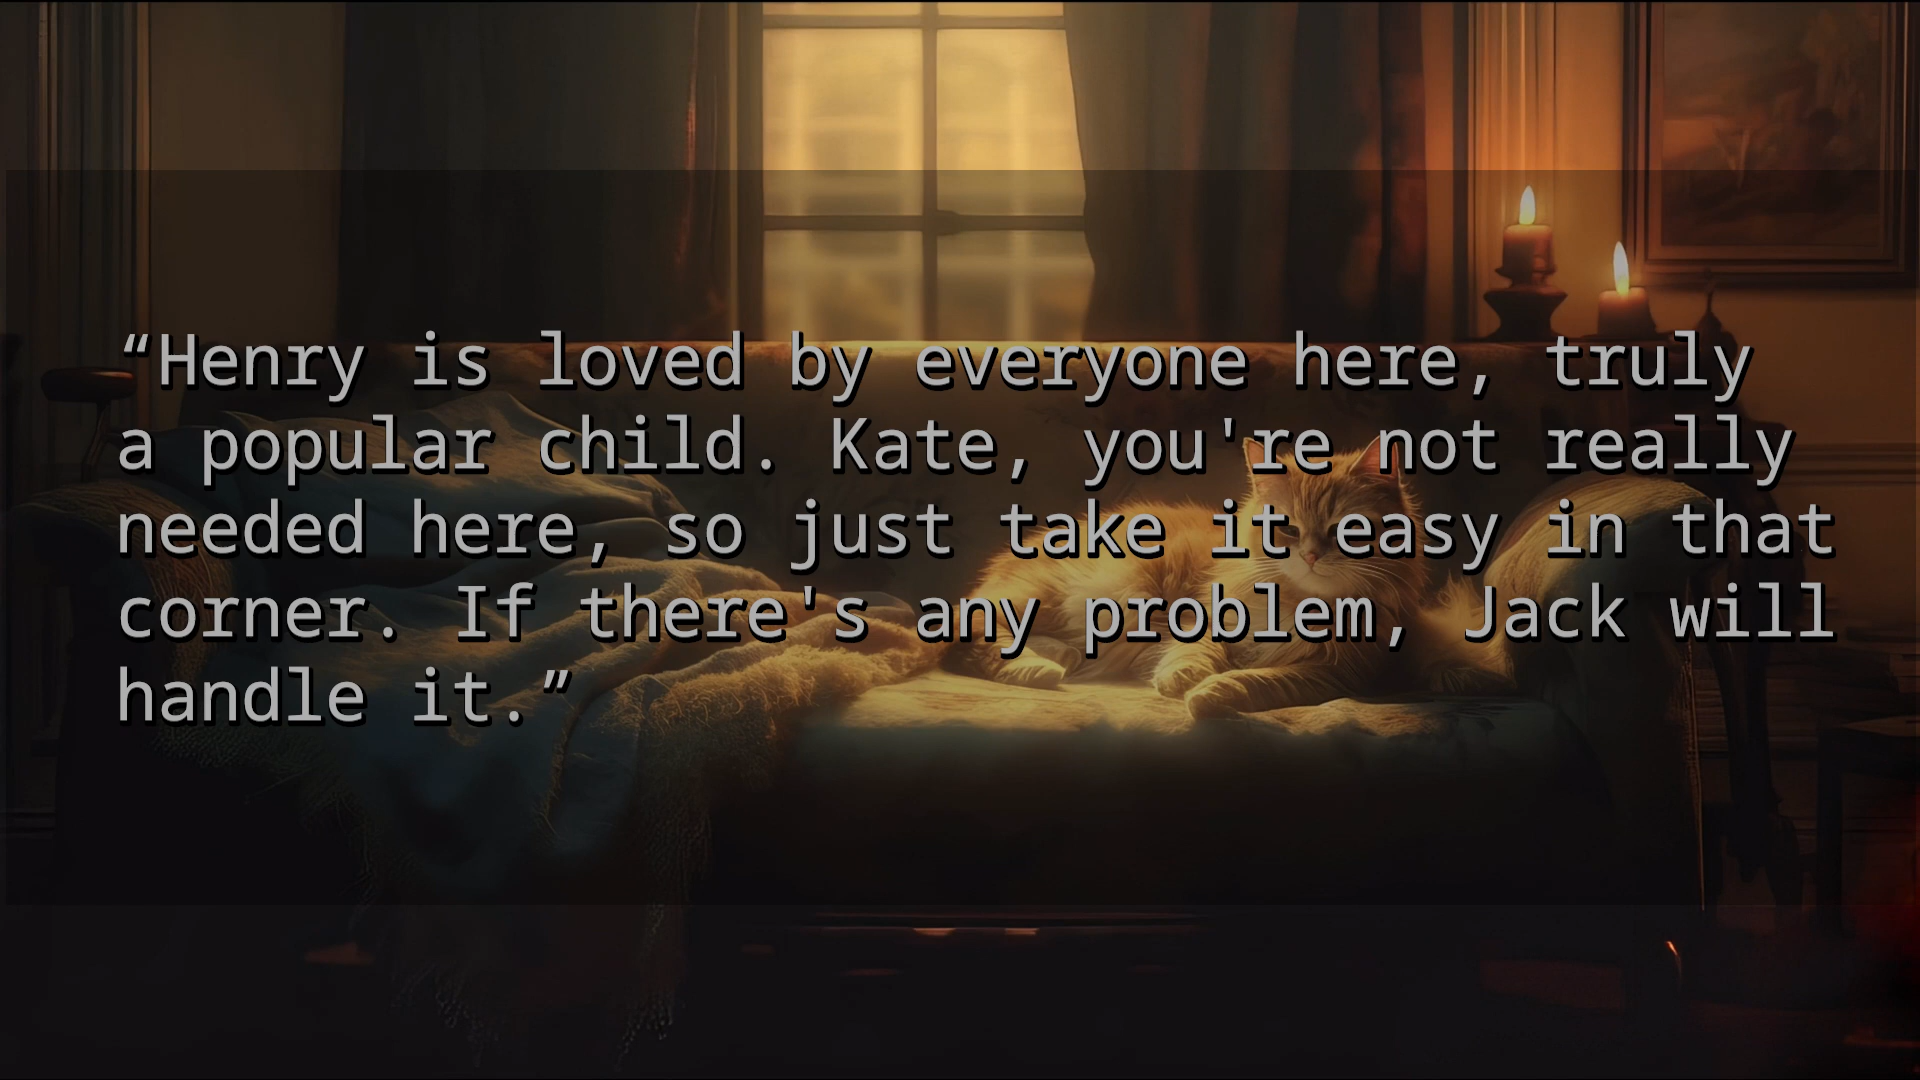 “Henry is loved by everyone here, truly
a popular child. Kate, you're not really
needed here, so just take it easy in that
corner. If there's any problem, Jack will
handle it.”